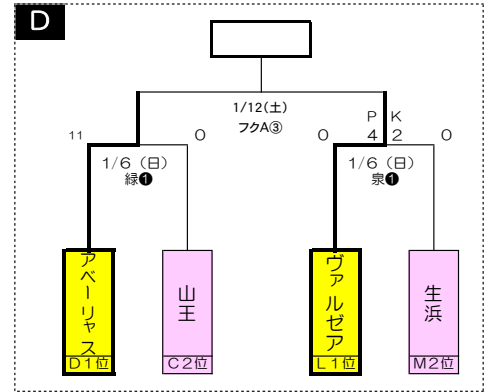 D
1/12(土)
フクA③
P K
11 0 0 4 2 0
1/6（日） 1/6（日）
緑❶ 泉❶
アベーリャス 山王 ヴァルゼア 生浜
D1位 C2位 L1位 M2位